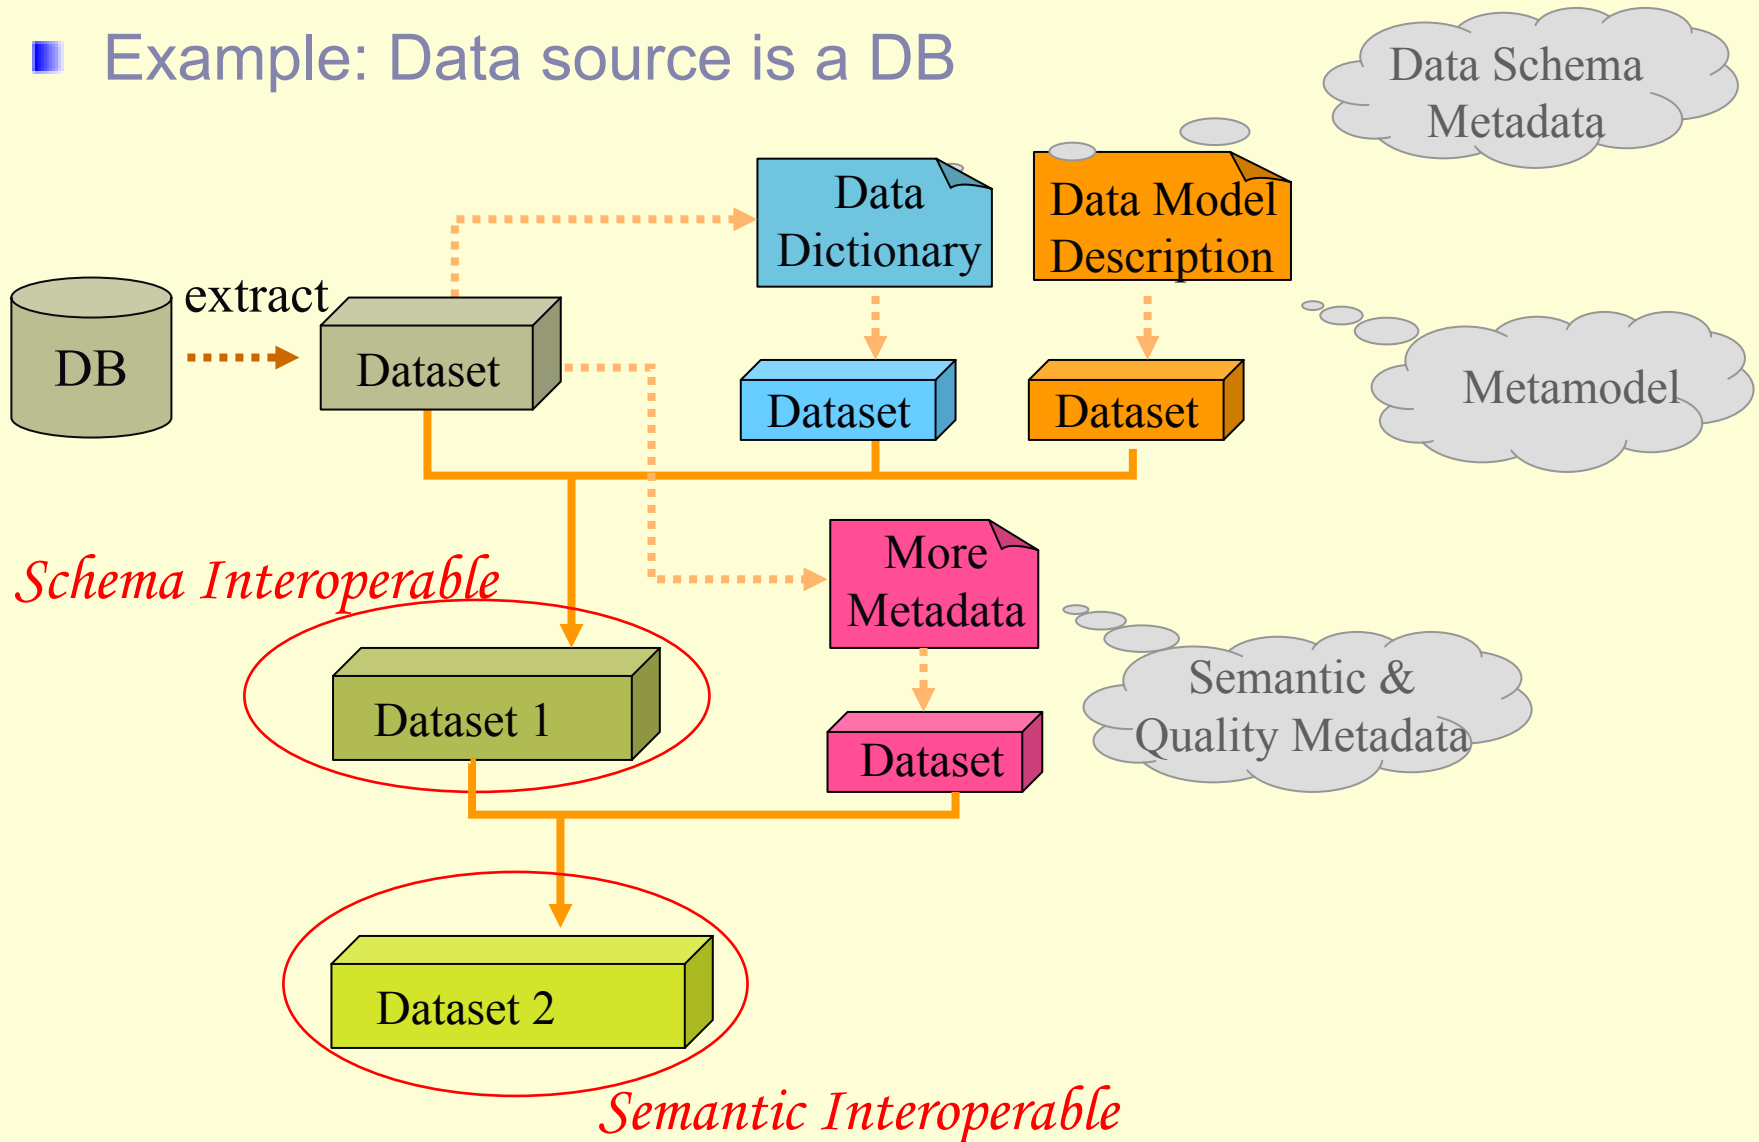 Example: Data source is a DB
Data Schema
Metadata
Data
Dictionary
Data Model
Description
extract
DB
Dataset
Dataset
Dataset
Metamodel
Schema Interoperable
More
Metadata
Semantic &
Quality Metadata
Dataset 1
Dataset
Dataset 2
Semantic Interoperable